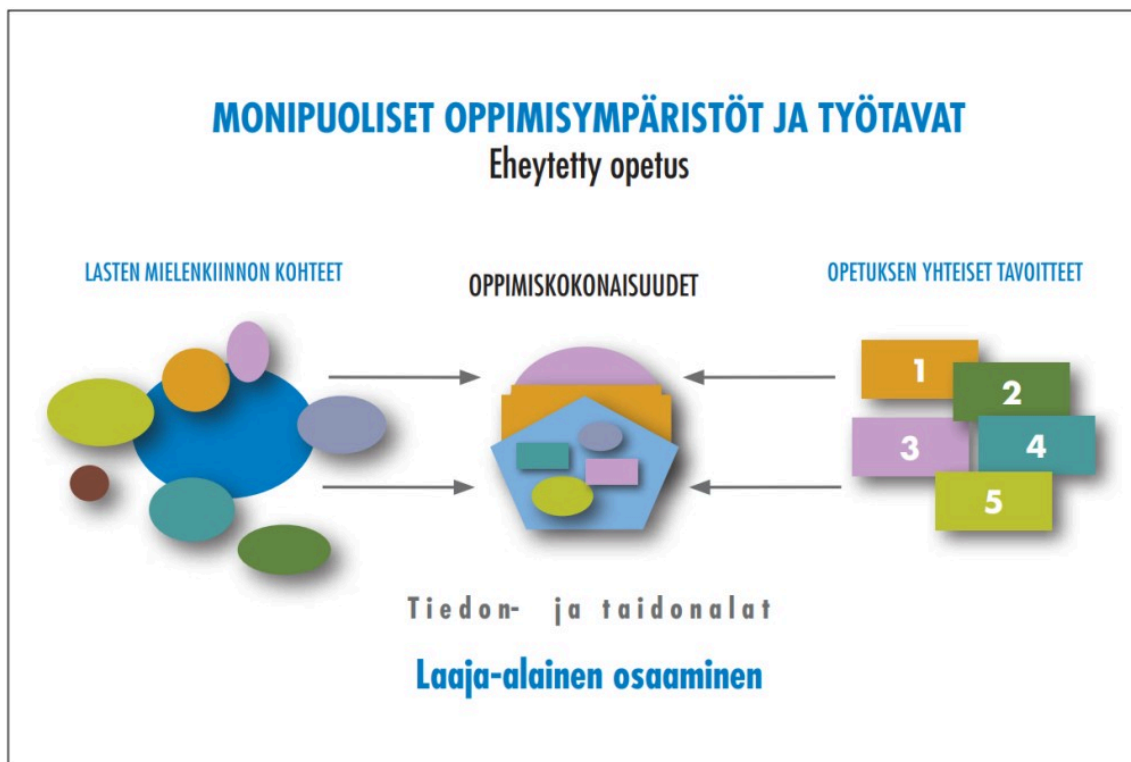 MONIPUOLISET OPPIMISYMPÄRISTÖT JA TYÖTAVAT
Eheytetty opetus
LASTEN MIELENKIINNON KOHTEET
OPPIMISKOKONAISUUDET
OPETUKSEN YHTEISET TAVOITTEET
1
2
3
4
5
Tiedon- ja taidonalat
Laaja-alainen osaaminen